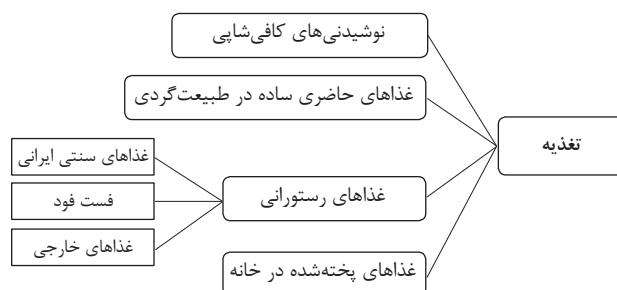 تغذیه
نوشیدنی‌های کافی‌شاپی
غذاهای حاضری ساده در طبیعت‌گردی
غذاهای رستورانی
غذاهای سنتی ایرانی
فست فود
غذاهای خارجی
غذاهای پخته‌شده در خانه